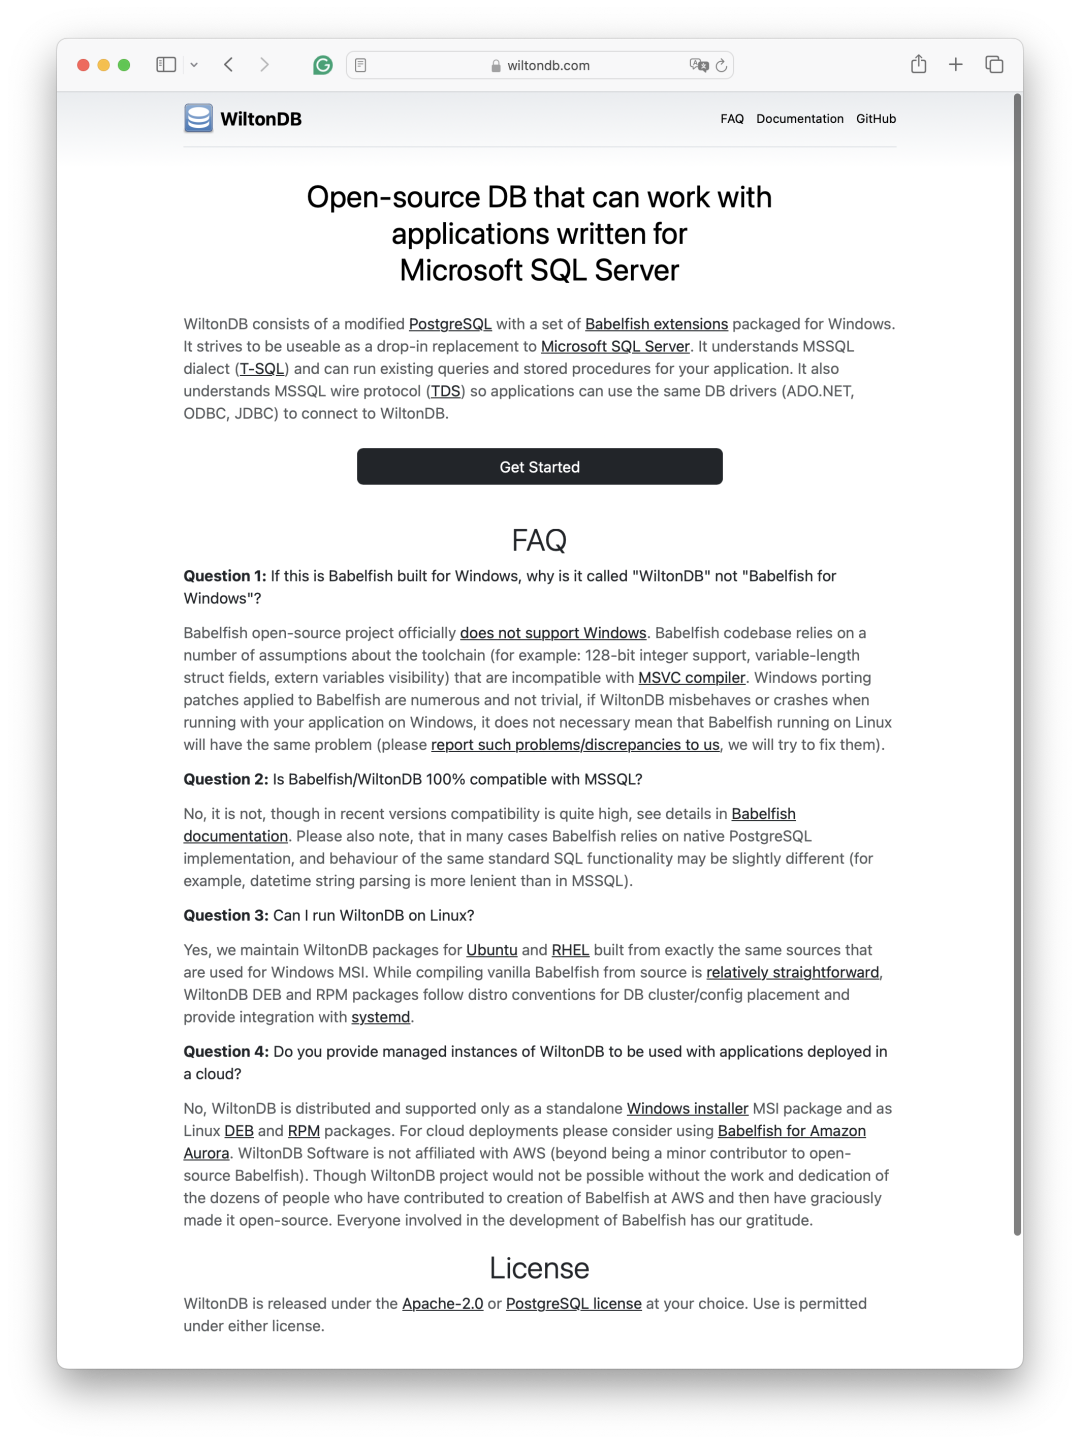 wiltondb.com
WiltonDB
FAQ Documentation GitHub
Open-source DB that can work with
applications written for
Microsoft SQL Server
WiltonDB consists of a modified PostgreSQL with a set of Babelfish extensions packaged for Windows.
It strives to be useable as a drop-in replacement to Microsoft SQL Server. It understands MSSQL
dialect (T-SQL) and can run existing queries and stored procedures for your application. It also
understands MSSQL wire protocol (TDS) so applications can use the same DB drivers (ADO.NET,
ODBC, JDBC) to connect to WiltonDB.
Get Started
FAQ
Question 1: If this is Babelfish built for Windows, why is it called "WiltonDB" not "Babelfish for
Windows"?
Babelfish open-source project officially does not support Windows. Babelfish codebase relies on a
number of assumptions about the toolchain (for example: 128-bit integer support, variable-length
struct fields, extern variables visibility) that are incompatible with MSVC compiler. Windows porting
patches applied to Babelfish are numerous and not trivial, if WiltonDB misbehaves or crashes when
running with your application on Windows, it does not necessary mean that Babelfish running on Linux
will have the same problem (please report such problems/discrepancies to us, we will try to fix them).
Question 2: Is Babelfish/WiltonDB 100% compatible with MSSQL?
No, it is not, though in recent versions compatibility is quite high, see details in Babelfish
documentation. Please also note, that in many cases Babelfish relies on native PostgreSQL
implementation, and behaviour of the same standard SQL functionality may be slightly different (for
example, datetime string parsing is more lenient than in MSSQL).
Question 3: Can I run WiltonDB on Linux?
Yes, we maintain WiltonDB packages for Ubuntu and RHEL built from exactly the same sources that
are used for Windows MSI. While compiling vanilla Babelfish from source is relatively straightforward,
WiltonDB DEB and RPM packages follow distro conventions for DB cluster/config placement and
provide integration with systemd.
Question 4: Do you provide managed instances of WiltonDB to be used with applications deployed in
a cloud?
No, WiltonDB is distributed and supported only as a standalone Windows installer MSI package and as
Linux DEB and RPM packages. For cloud deployments please consider using Babelfish for Amazon
Aurora. WiltonDB Software is not affiliated with AWS (beyond being a minor contributor to open-
source Babelfish). Though WiltonDB project would not be possible without the work and dedication of
the dozens of people who have contributed to creation of Babelfish at AWS and then have graciously
made it open-source. Everyone involved in the development of Babelfish has our gratitude.
License
WiltonDB is released under the Apache-2.0 or PostgreSQL license at your choice. Use is permitted
under either license.